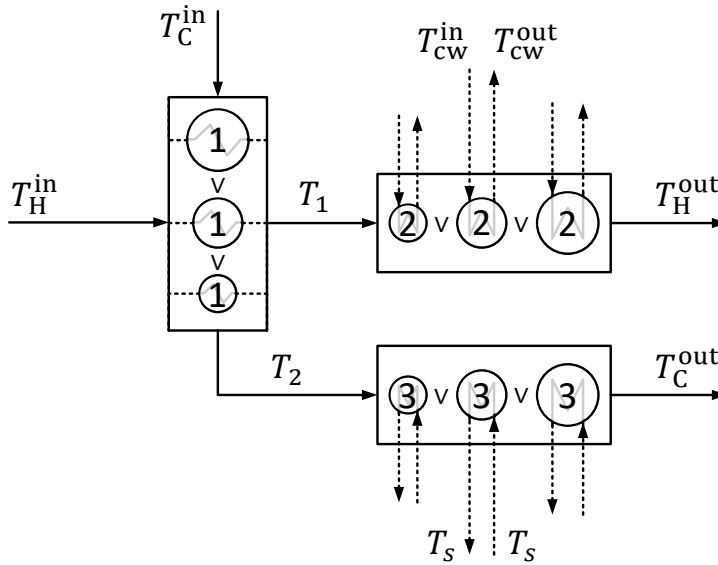 T_C^in
T_cw^in T_cw^out
1
∨
T_H^in 1 T_1 2 ∨ 2 ∨ 2 T_H^out
∨
1
T_2 3 ∨ 3 ∨ 3 T_C^out
T_s T_s